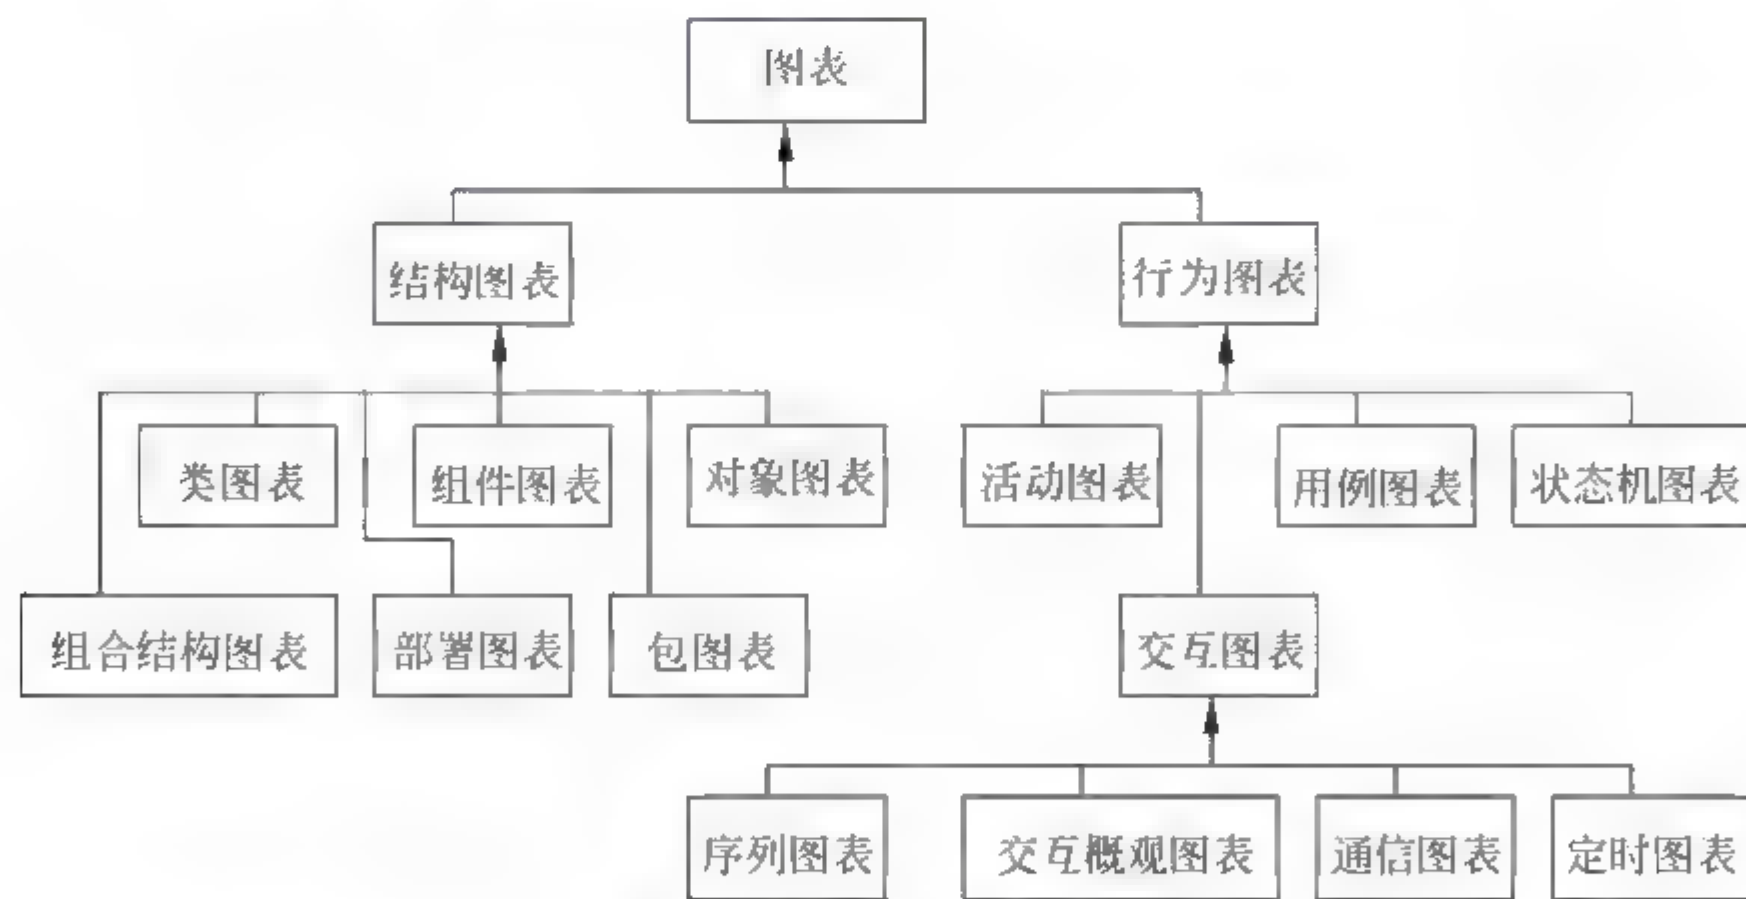 图表
结构图表
行为图表
类图表
组件图表
对象图表
活动图表
用例图表
状态机图表
组合结构图表
部署图表
包图表
交互图表
序列图表
交互概观图表
通信图表
定时图表